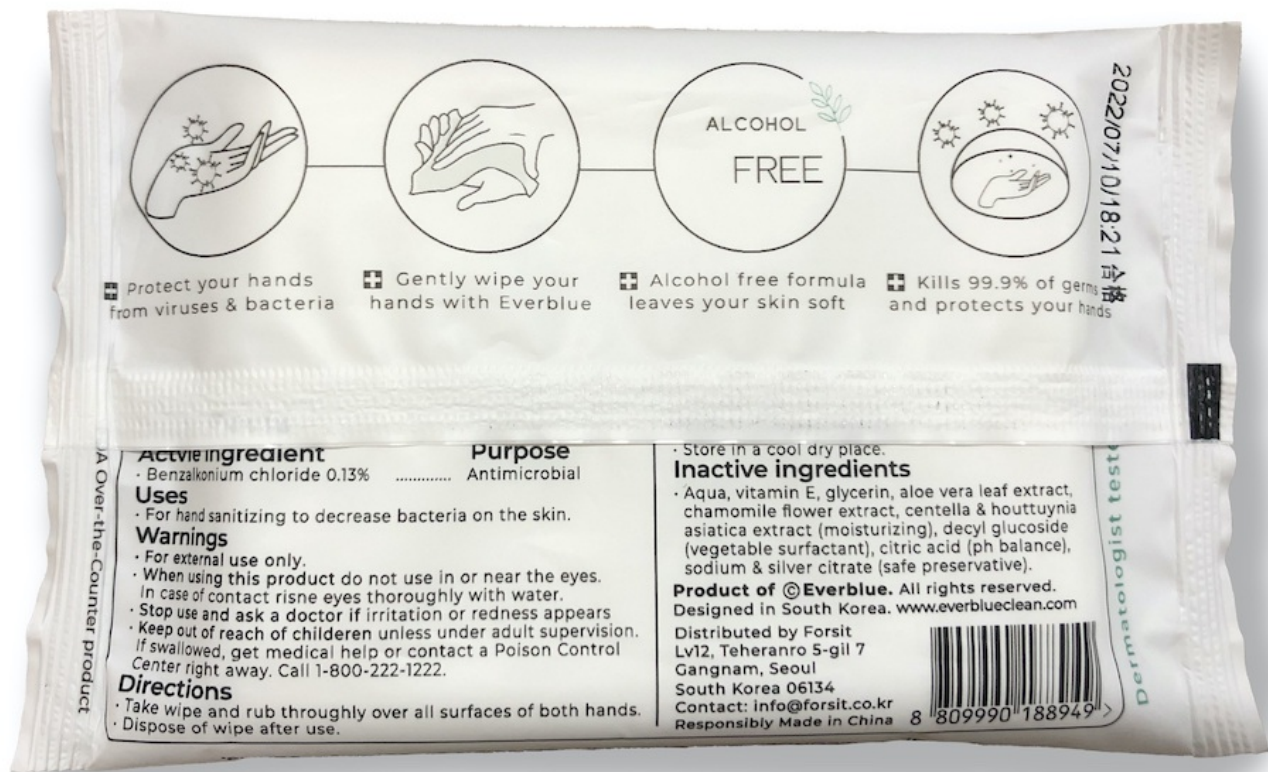 ALCOHOL
FREE
Protect your hands
from viruses & bacteria
Gently wipe your
hands with Everblue
Alcohol free formula
leaves your skin soft
Kills 99.9% of germs
and protects your hands
2022/07/10/18:21 合格
Actvie ingredient
Purpose
· Benzalkonium chloride 0.13% ............. Antimicrobial
Uses
· For hand sanitizing to decrease bacteria on the skin.
Warnings
· For external use only.
· When using this product do not use in or near the eyes.
In case of contact risne eyes thoroughly with water.
· Stop use and ask a doctor if irritation or redness appears
· Keep out of reach of childeren unless under adult supervision.
If swallowed, get medical help or contact a Poison Control
Center right away. Call 1-800-222-1222.
Directions
· Take wipe and rub throughly over all surfaces of both hands.
· Dispose of wipe after use.
· Store in a cool dry place.
Inactive ingredients
· Aqua, vitamin E, glycerin, aloe vera leaf extract,
chamomile flower extract, centella & houttuynia
asiatica extract (moisturizing), decyl glucoside
(vegetable surfactant), citric acid (ph balance),
sodium & silver citrate (safe preservative).
Product of ©Everblue. All rights reserved.
Designed in South Korea. www.everblueclean.com
Distributed by Forsit
Lv12, Teheranro 5-gil 7
Gangnam, Seoul
South Korea 06134
Contact: info@forsit.co.kr
Responsibly Made in China
8 809990 188949 >
Over-the-Counter product
Dermatologist teste